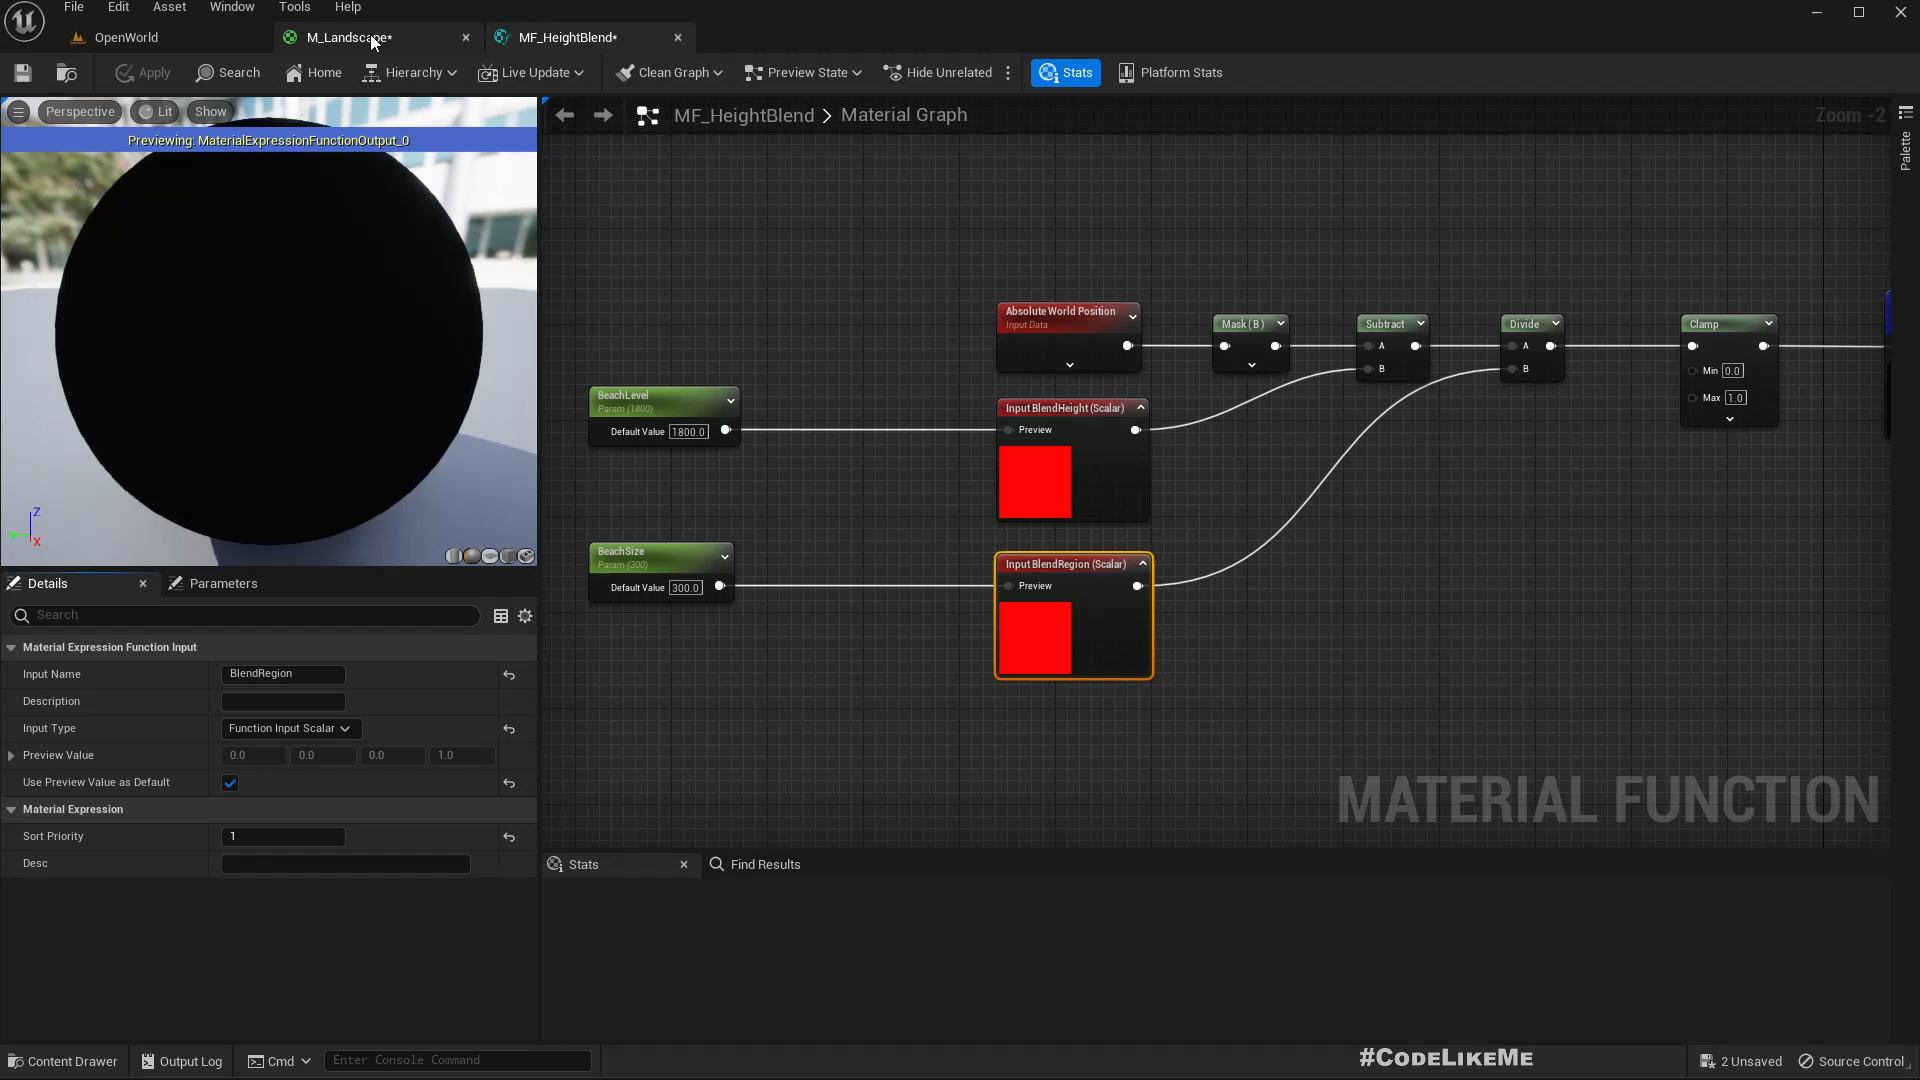 File Edit Asset Window Tools Help
OpenWorld M_Landscape* MF_HeightBlend*
Apply Search Home Hierarchy Live Update Clean Graph Preview State Hide Unrelated Stats Platform Stats
Perspective Lit Show
Previewing: MaterialExpressionFunctionOutput_0
MF_HeightBlend > Material Graph
Zoom -2
Palette
Absolute World Position
Input Data
Mask ( B )
Subtract
A
B
Divide
A
B
Clamp
Min 0.0
Max 1.0
BeachLevel
Param (1800)
Default Value 1800.0
Input BlendHeight (Scalar)
Preview
BeachSize
Param (300)
Default Value 300.0
Input BlendRegion (Scalar)
Preview
Z
X
MATERIAL FUNCTION
Details Parameters
Search
Material Expression Function Input
Input Name BlendRegion
Description
Input Type Function Input Scalar
Preview Value 0.0 0.0 0.0 1.0
Use Preview Value as Default
Material Expression
Sort Priority 1
Desc
Stats Find Results
Content Drawer Output Log Cmd Enter Console Command
#CodeLikeMe
2 Unsaved Source Control